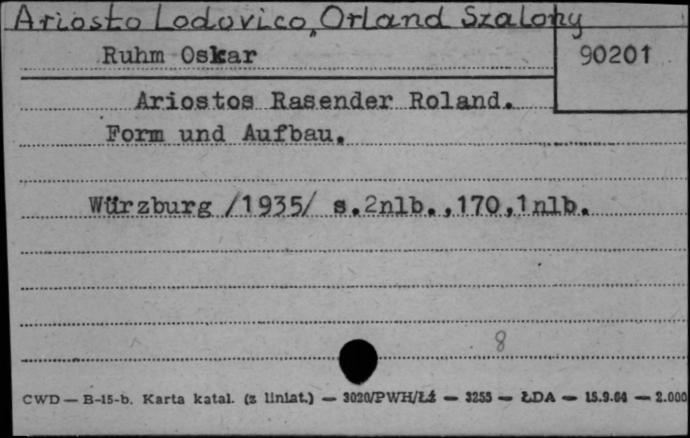 Ariosto Lodovico, Orland Szalony
Ruhm Oskar
90201
Ariostos Rasender Roland.
Form und Aufbau.
Würzburg /1935/ s.2nlb.,170,1nlb.
8
CWD — B-15-b. Karta katal. (z liniat.) — 3020/PWH/Łź — 3255 — ŁDA — 15.9.64 — 2.000